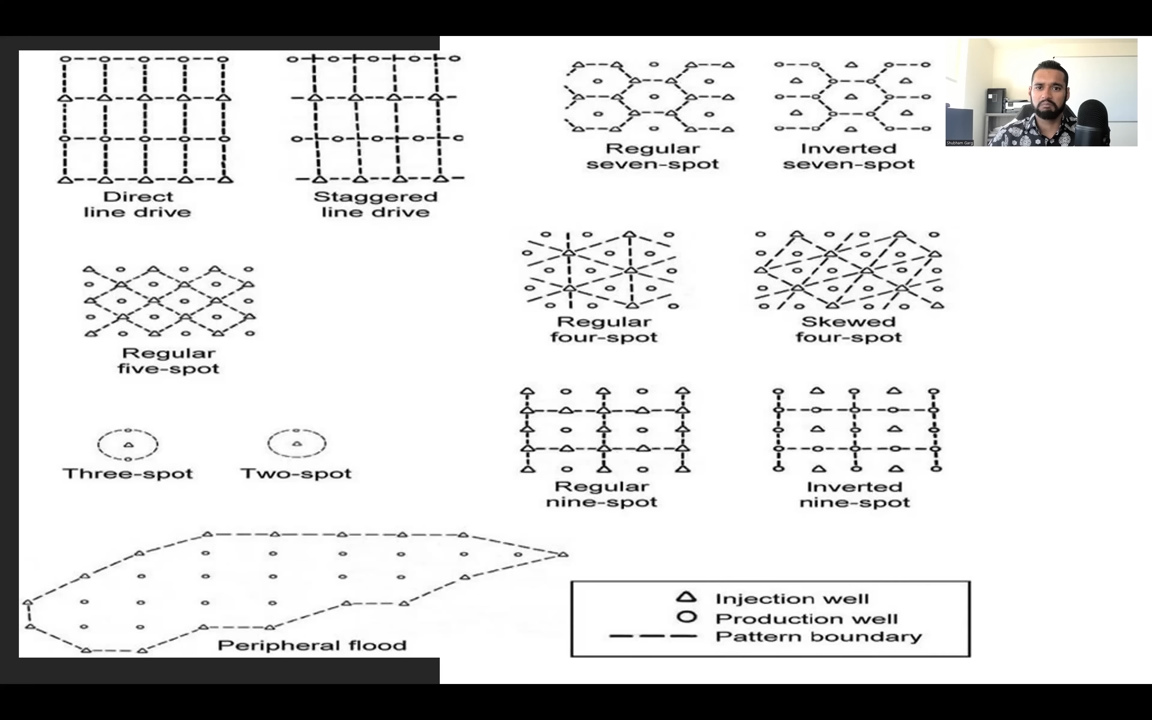 Direct
line drive
Staggered
line drive
Regular
seven-spot
Inverted
seven-spot
Regular
five-spot
Regular
four-spot
Skewed
four-spot
Three-spot
Two-spot
Regular
nine-spot
Inverted
nine-spot
Peripheral flood
Injection well
Production well
Pattern boundary